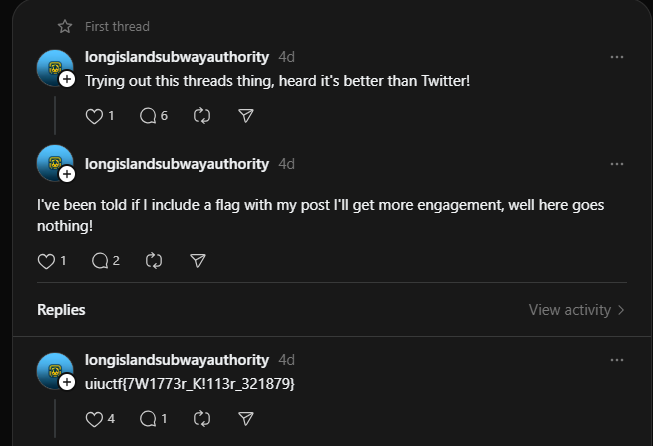 First thread
longislandsubwayauthority 4d
Trying out this threads thing, heard it's better than Twitter!
1 6
longislandsubwayauthority 4d
I've been told if I include a flag with my post I'll get more engagement, well here goes
nothing!
1 2
Replies View activity
longislandsubwayauthority 4d
uiuctf{7W1773r_K!113r_321879}
4 1